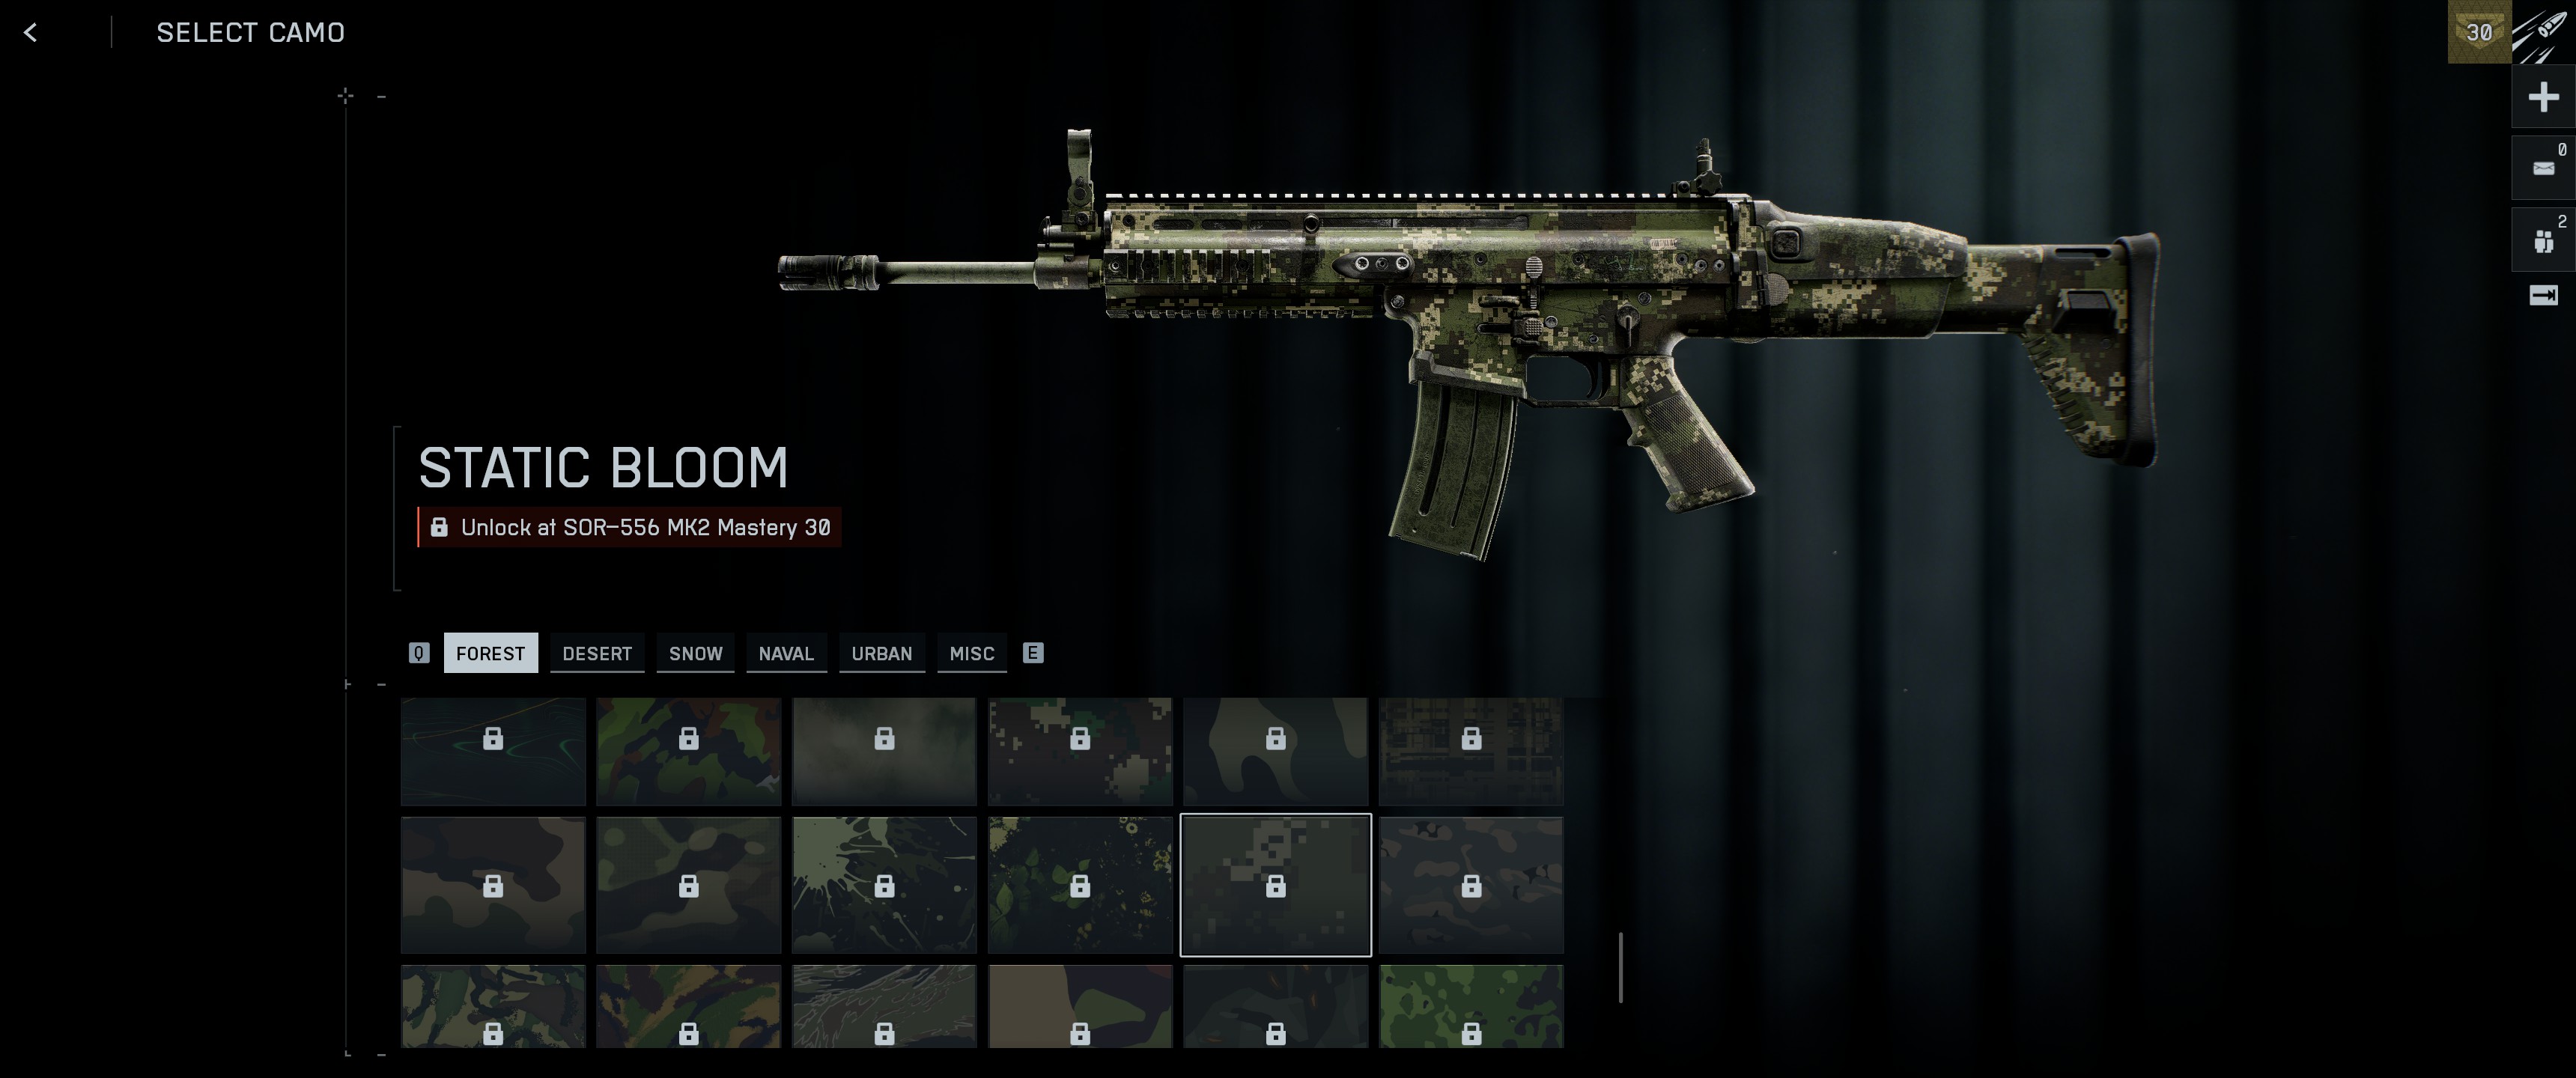 SELECT CAMO
30
0
2
STATIC BLOOM
Unlock at SOR-556 MK2 Mastery 30
Q FOREST DESERT SNOW NAVAL URBAN MISC E